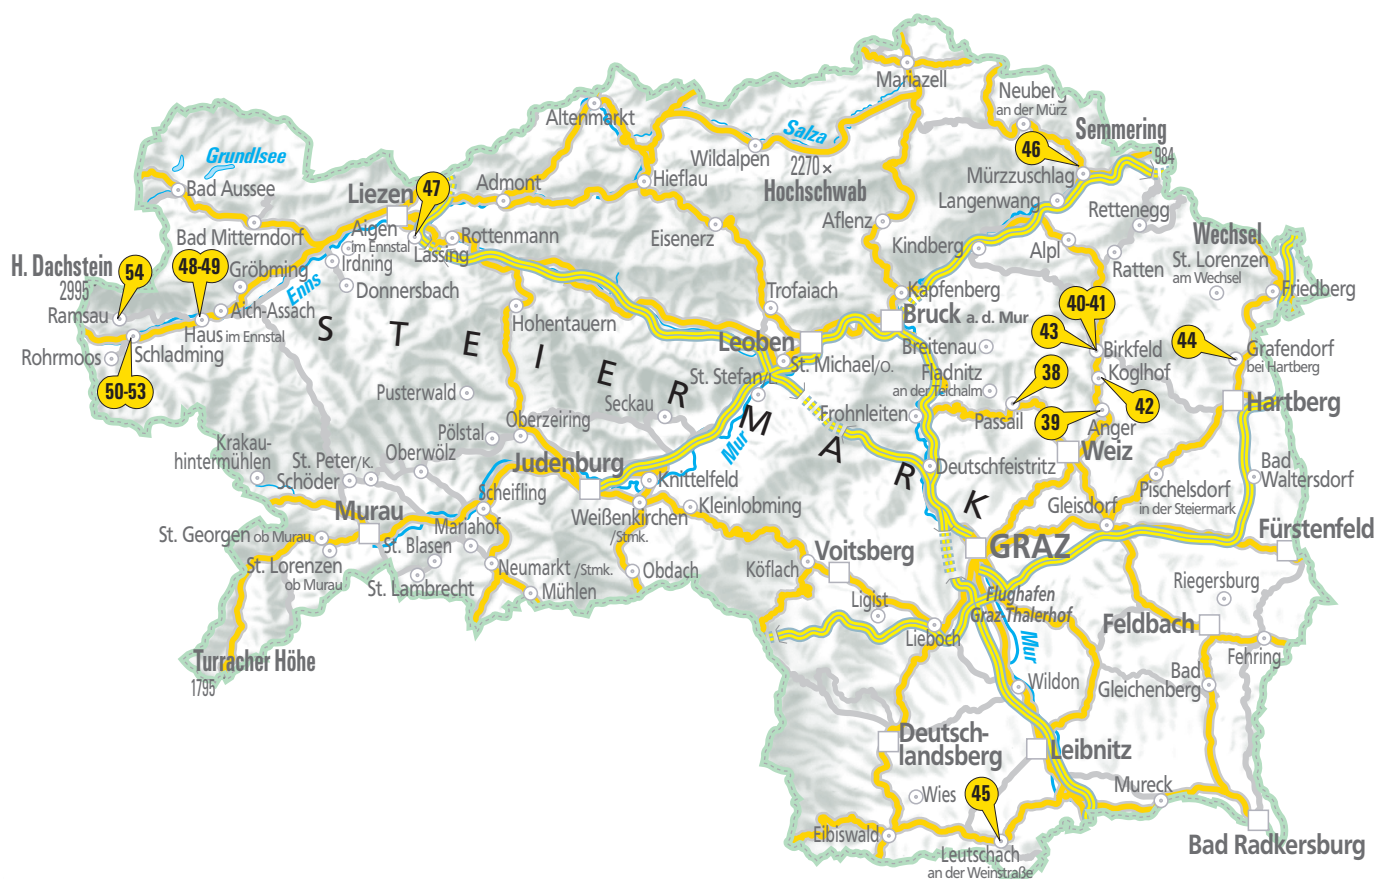 Mariazell
Neuberg
an der Mürz
Semmering
984
Altenmarkt
Salza
Wildalpen
2270
Hochschwab
46
Mürzzuschlag
Langenwang
Grundlsee
Bad Aussee
Liezen
47
Admont
Hieflau
Aflenz
Rettenegg
Bad Mitterndorf
Aigen
im Ennstal
Lassing
Rottenmann
Eisenerz
Kindberg
Alpl
Ratten
Wechsel
St. Lorenzen
am Wechsel
Friedberg
H. Dachstein
2995
54
48-49
Gröbming
Irdning
Enns
Donnersbach
Ramsau
Aich-Assach
Haus im Ennstal
Rohrmoos
Schladming
50-53
Hohentauern
Trofaiach
Kapfenberg
Bruck a. d. Mur
40-41
43
Birkfeld
44
Grafendorf
bei Hartberg
Leoben
St. Michael/O.
Breitenau
Koglhof
STEIERMARK
St. Stefan/L.
Fladnitz
an der Teichalm
38
42
Hartberg
Pusterwald
Seckau
Frohnleiten
Passail
39
Anger
Oberzeiring
Pölstal
Mur
Weiz
Krakau-
hintermühlen
St. Peter/K.
Schöder
Oberwölz
Judenburg
Knittelfeld
Deutschfeistritz
Bad
Waltersdorf
Pischelsdorf
in der Steiermark
Scheifling
Weißenkirchen
/Stmk.
Kleinlobming
Gleisdorf
Murau
Mariahof
St. Georgen ob Murau
St. Blasen
St. Lorenzen
ob Murau
St. Lambrecht
Neumarkt /Stmk.
Mühlen
Obdach
Voitsberg
GRAZ
Fürstenfeld
Köflach
Ligist
Flughafen
Graz-Thalerhof
Riegersburg
Lieboch
Mur
Feldbach
Fehring
Turracher Höhe
1795
Wildon
Bad
Gleichenberg
Deutsch-
landsberg
Leibnitz
Wies
45
Mureck
Eibiswald
Leutschach
an der Weinstraße
Bad Radkersburg